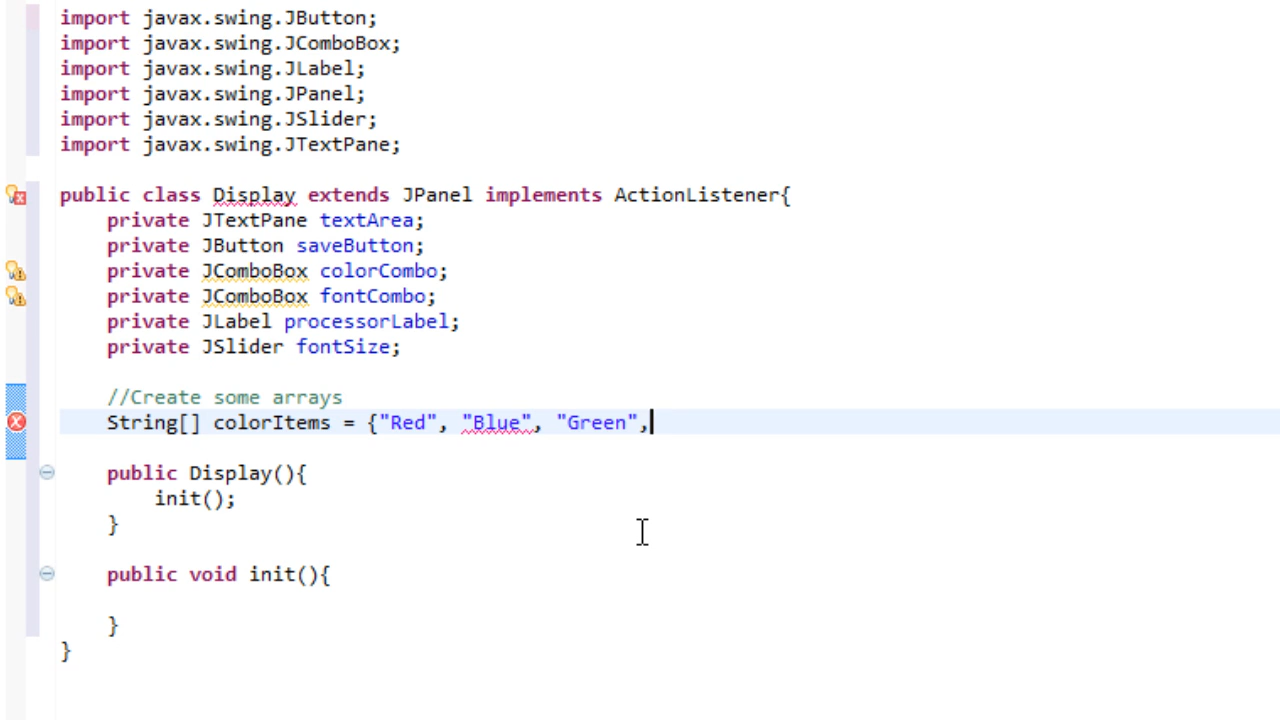 import javax.swing.JButton;
import javax.swing.JComboBox;
import javax.swing.JLabel;
import javax.swing.JPanel;
import javax.swing.JSlider;
import javax.swing.JTextPane;
public class Display extends JPanel implements ActionListener{
private JTextPane textArea;
private JButton saveButton;
private JComboBox colorCombo;
private JComboBox fontCombo;
private JLabel processorLabel;
private JSlider fontSize;
//Create some arrays
String[] colorItems = {"Red", "Blue", "Green",
public Display(){
init();
}
public void init(){
}
}